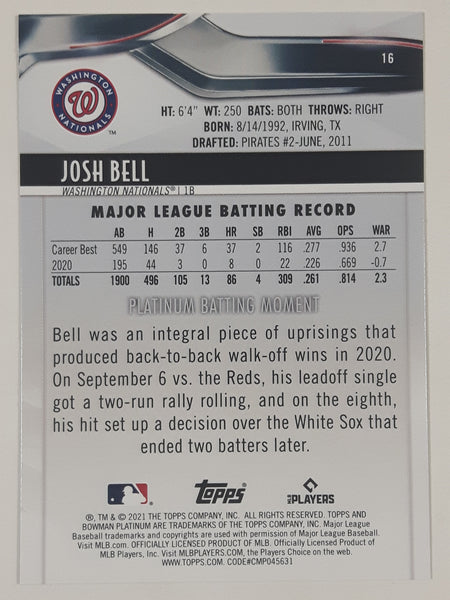 16
WASHINGTON
W
NATIONALS
TM
HT: 6'4" WT: 250 BATS: BOTH THROWS: RIGHT
BORN: 8/14/1992, IRVING, TX
DRAFTED: PIRATES #2-JUNE, 2011
JOSH BELL
WASHINGTON NATIONALS® | 1B
MAJOR LEAGUE BATTING RECORD
AB H 2B 3B HR SB RBI AVG OPS WAR
Career Best 549 146 37 6 37 2 116 .277 .936 2.7
2020 195 44 3 0 8 0 22 .226 .669 -0.7
TOTALS 1900 496 105 13 86 4 309 .261 .814 2.3
PLATINUM BATTING MOMENT
Bell was an integral piece of uprisings that
produced back-to-back walk-off wins in 2020.
On September 6 vs. the Reds, his leadoff single
got a two-run rally rolling, and on the eighth,
his hit set up a decision over the White Sox that
ended two batters later.
TOPPS
MLB PLAYERS
®, TM & © 2021 THE TOPPS COMPANY, INC. ALL RIGHTS RESERVED. TOPPS AND
BOWMAN PLATINUM ARE TRADEMARKS OF THE TOPPS COMPANY, INC. Major League
Baseball trademarks and copyrights are used with permission of Major League Baseball.
Visit MLB.com. OFFICIALLY LICENSED PRODUCT OF MLB. OFFICIALLY LICENSED PRODUCT OF
MLB Players, Inc. Visit MLBPLAYERS.COM, the Players Choice on the web.
WWW.TOPPS.COM. CODE#CMP045631